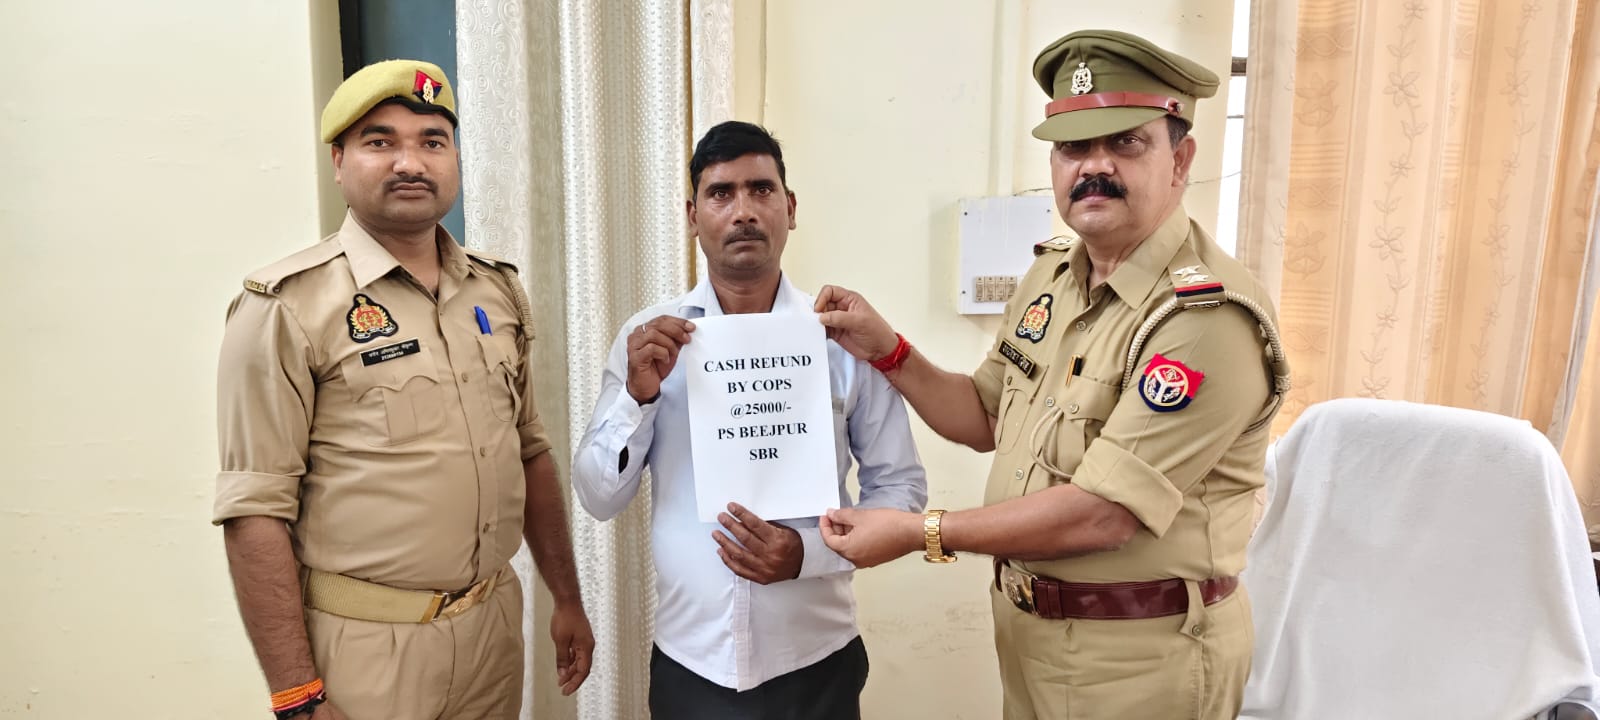 CASH REFUND
BY COPS
@25000/-
PS BEEJPUR
SBR